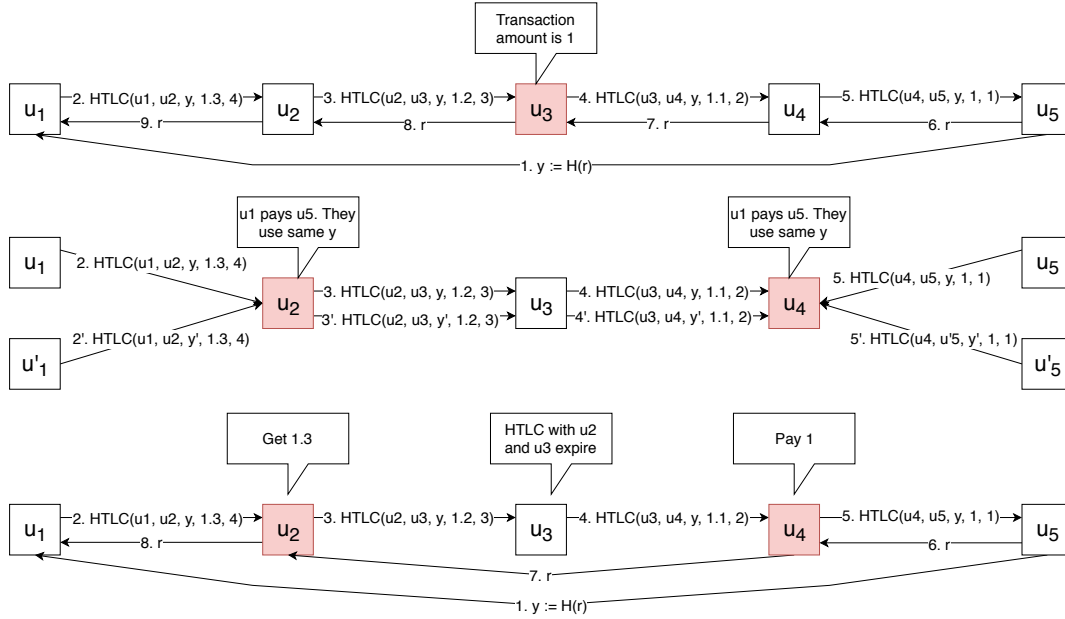 Transaction
amount is 1
u1
2. HTLC(u1, u2, y, 1.3, 4)
9. r
u2
3. HTLC(u2, u3, y, 1.2, 3)
8. r
u3
4. HTLC(u3, u4, y, 1.1, 2)
7. r
u4
5. HTLC(u4, u5, y, 1, 1)
6. r
u5
1. y := H(r)
u1 pays u5. They
use same y
u1 pays u5. They
use same y
u1
2. HTLC(u1, u2, y, 1.3, 4)
u'1
2'. HTLC(u1, u2, y', 1.3, 4)
u2
3. HTLC(u2, u3, y, 1.2, 3)
3'. HTLC(u2, u3, y', 1.2, 3)
u3
4. HTLC(u3, u4, y, 1.1, 2)
4'. HTLC(u3, u4, y', 1.1, 2)
u4
5. HTLC(u4, u5, y, 1, 1)
u5
5'. HTLC(u4, u'5, y', 1, 1)
u'5
Get 1.3
HTLC with u2
and u3 expire
Pay 1
u1
2. HTLC(u1, u2, y, 1.3, 4)
8. r
u2
3. HTLC(u2, u3, y, 1.2, 3)
u3
4. HTLC(u3, u4, y, 1.1, 2)
u4
5. HTLC(u4, u5, y, 1, 1)
6. r
u5
7. r
1. y := H(r)